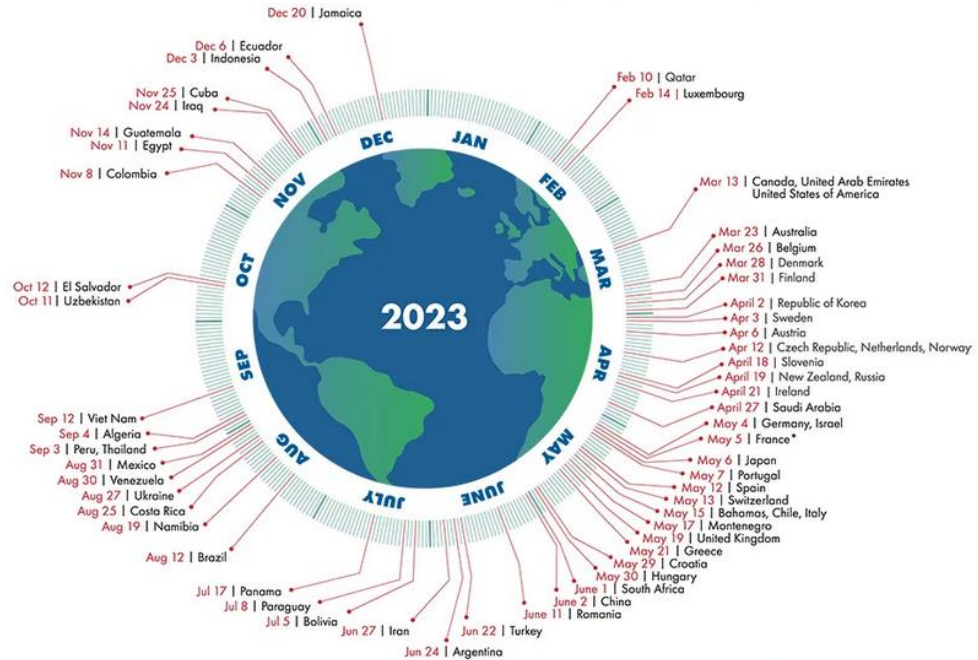 Dec 20 | Jamaica
Dec 6 | Ecuador
Dec 3 | Indonesia
Nov 25 | Cuba
Nov 24 | Iraq
Nov 14 | Guatemala
Nov 11 | Egypt
Nov 8 | Colombia
Oct 12 | El Salvador
Oct 11 | Uzbekistan
Sep 12 | Viet Nam
Sep 4 | Algeria
Sep 3 | Peru, Thailand
Aug 31 | Mexico
Aug 30 | Venezuela
Aug 27 | Ukraine
Aug 25 | Costa Rica
Aug 19 | Namibia
Aug 12 | Brazil
Jul 17 | Panama
Jul 8 | Paraguay
Jul 5 | Bolivia
Jun 27 | Iran
Jun 24 | Argentina
Jun 22 | Turkey
Feb 10 | Qatar
Feb 14 | Luxembourg
Mar 13 | Canada, United Arab Emirates
United States of America
Mar 23 | Australia
Mar 26 | Belgium
Mar 28 | Denmark
Mar 31 | Finland
April 2 | Republic of Korea
Apr 3 | Sweden
Apr 6 | Austria
Apr 12 | Czech Republic, Netherlands, Norway
April 18 | Slovenia
April 19 | New Zealand, Russia
April 21 | Ireland
April 27 | Saudi Arabia
May 4 | Germany, Israel
May 5 | France*
May 6 | Japan
May 7 | Portugal
May 12 | Spain
May 13 | Switzerland
May 15 | Bahamas, Chile, Italy
May 17 | Montenegro
May 19 | United Kingdom
May 21 | Greece
May 29 | Croatia
May 30 | Hungary
June 1 | South Africa
June 2 | China
June 11 | Romania
JAN
FEB
MAR
APR
MAY
JUNE
JULY
AUG
SEP
OCT
NOV
DEC
2023